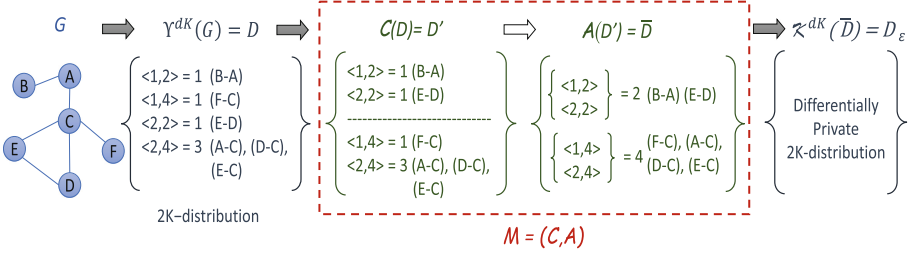 G
ϒ^{dK}(G) = D
C(D)= D'
A(D') = D̅
𝒦^{dK}(D̅) = D_ε
B
A
C
E
F
D
<1,2> = 1 (B-A)
<1,4> = 1 (F-C)
<2,2> = 1 (E-D)
<2,4> = 3 (A-C), (D-C),
(E-C)
2K–distribution
<1,2> = 1 (B-A)
<2,2> = 1 (E-D)
<1,4> = 1 (F-C)
<2,4> = 3 (A-C), (D-C),
(E-C)
<1,2>
<2,2>
= 2 (B-A) (E-D)
<1,4>
<2,4>
= 4 (F-C), (A-C),
(D-C), (E-C)
Differentially
Private
2K-distribution
M = (C,A)